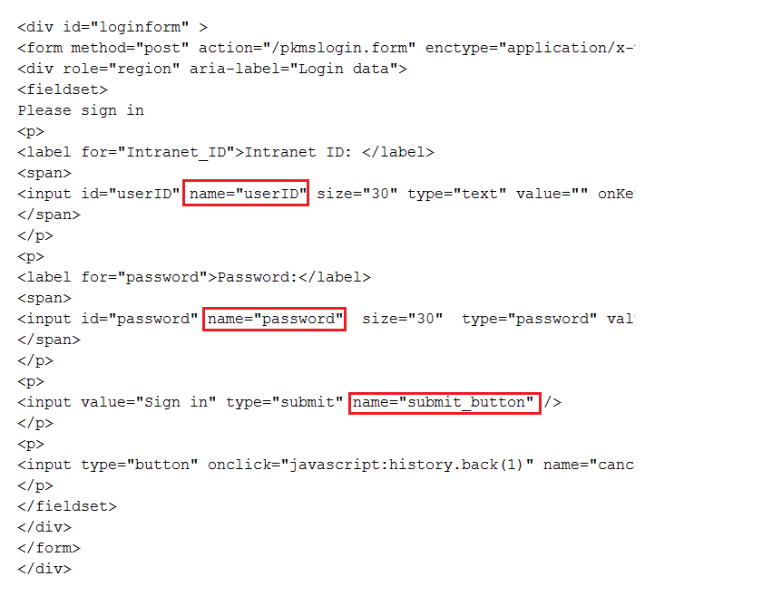 <div id="loginform" >
<form method="post" action="/pkmslogin.form" enctype="application/x-
<div role="region" aria-label="Login data">
<fieldset>
Please sign in
<p>
<label for="Intranet_ID">Intranet ID: </label>
<span>
<input id="userID" name="userID" size="30" type="text" value="" onKe
</span>
</p>
<p>
<label for="password">Password:</label>
<span>
<input id="password" name="password" size="30" type="password" val
</span>
</p>
<p>
<input value="Sign in" type="submit" name="submit_button" />
</p>
<p>
<input type="button" onclick="javascript:history.back(1)" name="canc
</p>
</fieldset>
</div>
</form>
</div>